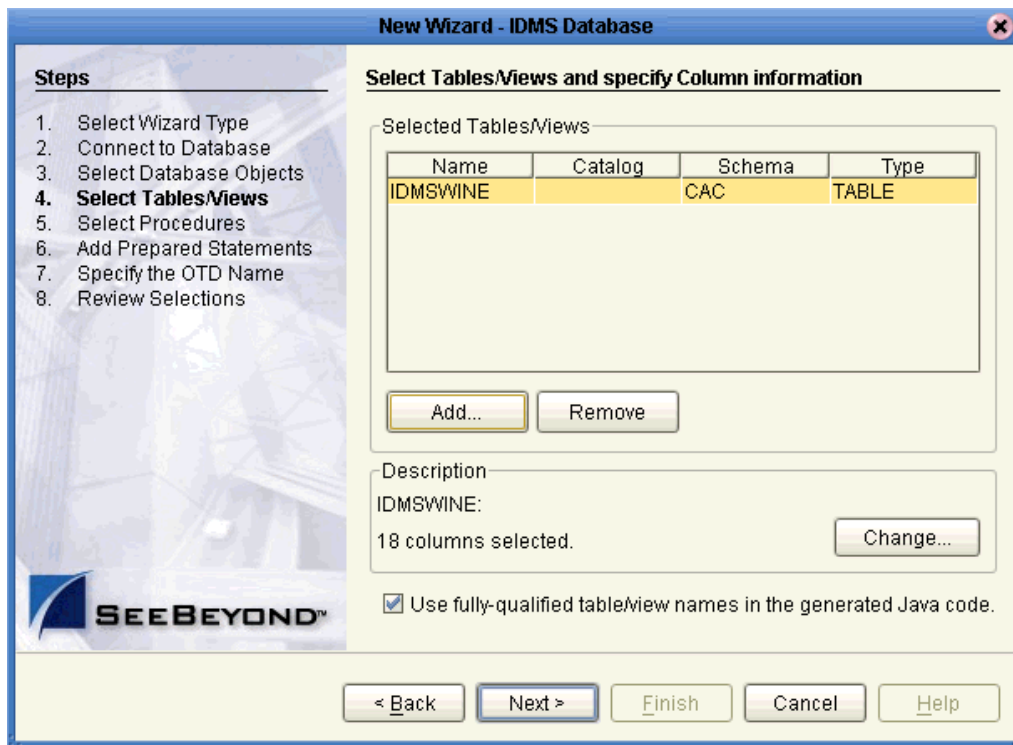 New Wizard - IDMS Database
Steps
1. Select Wizard Type
2. Connect to Database
3. Select Database Objects
4. Select Tables/Views
5. Select Procedures
6. Add Prepared Statements
7. Specify the OTD Name
8. Review Selections
SEEBEYOND™
Select Tables/Views and specify Column information
Selected Tables/Views
Name Catalog Schema Type
IDMSWINE CAC TABLE
Add... Remove
Description
IDMSWINE:
18 columns selected.
Change...
Use fully-qualified table/view names in the generated Java code.
< Back Next > Finish Cancel Help